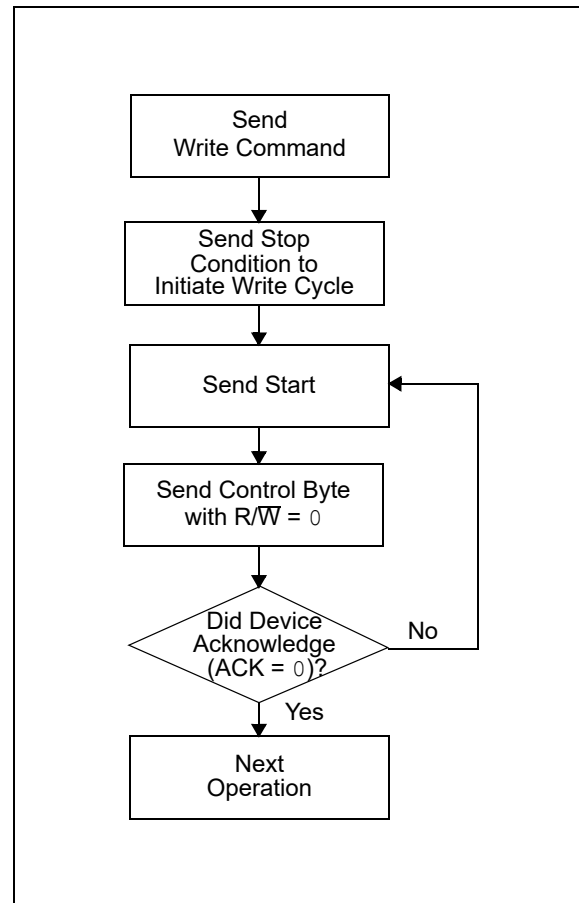 Send
Write Command
Send Stop
Condition to
Initiate Write Cycle
Send Start
Send Control Byte
with R/W̅ = 0
Did Device
Acknowledge
(ACK = 0)?
No
Yes
Next
Operation